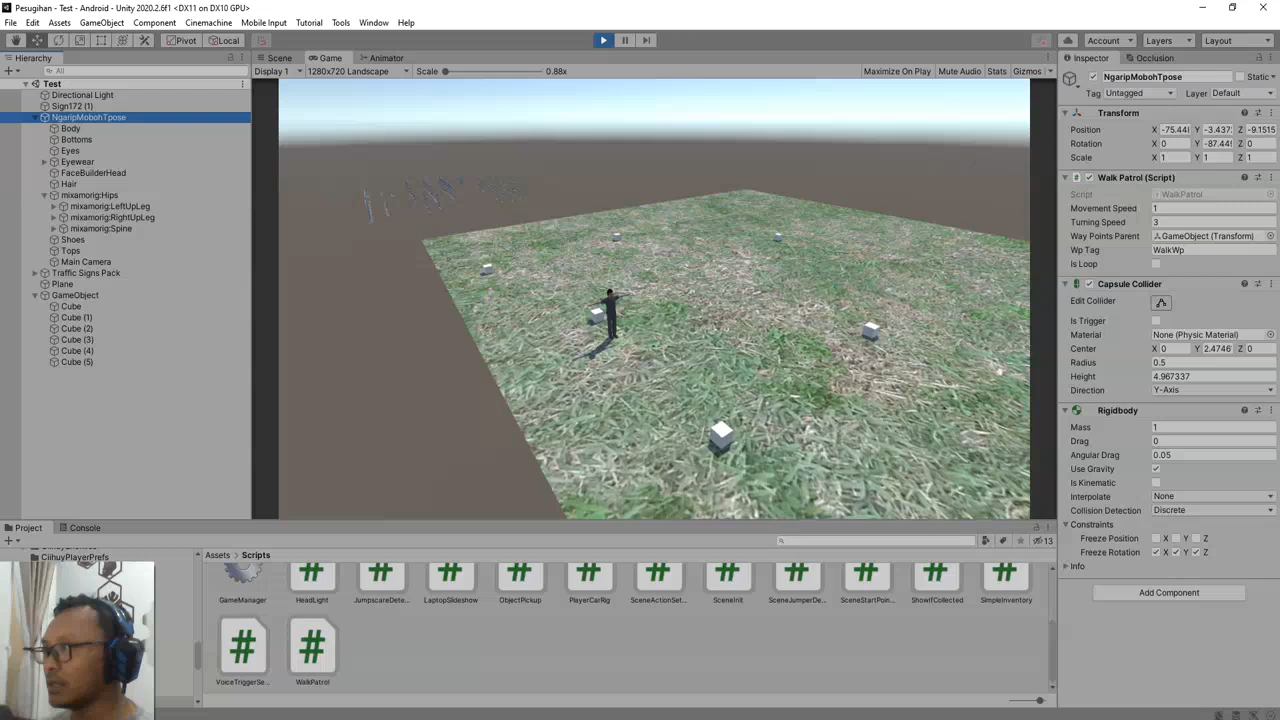 Pesugihan - Test - Android - Unity 2020.2.6f1 <DX11 on DX10 GPU>
File Edit Assets GameObject Component Cinemachine Mobile Input Tutorial Tools Window Help
Pivot Local Account Layers Layout
Hierarchy
All
Test
Directional Light
Sign172 (1)
NgaripMobohTpose
Body
Bottoms
Eyes
Eyewear
FaceBuilderHead
Hair
mixamorig:Hips
mixamorig:LeftUpLeg
mixamorig:RightUpLeg
mixamorig:Spine
Shoes
Tops
Main Camera
Traffic Signs Pack
Plane
GameObject
Cube
Cube (1)
Cube (2)
Cube (3)
Cube (4)
Cube (5)
Scene Game Animator
Display 1 1280x720 Landscape Scale 0.88x Maximize On Play Mute Audio Stats Gizmos
Inspector Occlusion
NgaripMobohTpose Static
Tag Untagged Layer Default
Transform
Position X -75.448 Y -3.437 Z -9.1515
Rotation X 0 Y -87.449 Z 0
Scale X 1 Y 1 Z 1
Walk Patrol (Script)
Script WalkPatrol
Movement Speed 1
Turning Speed 3
Way Points Parent GameObject (Transform)
Wp Tag WalkWp
Is Loop
Capsule Collider
Edit Collider
Is Trigger
Material None (Physic Material)
Center X 0 Y 2.4746 Z 0
Radius 0.5
Height 4.967337
Direction Y-Axis
Rigidbody
Mass 1
Drag 0
Angular Drag 0.05
Use Gravity
Is Kinematic
Interpolate None
Collision Detection Discrete
Constraints
Freeze Position X Y Z
Freeze Rotation X Y Z
Info
Add Component
Project Console
13
CiihuyPlayerPrefs
Assets > Scripts
GameManager HeadLight JumpscareDete... LaptopSlideshow ObjectPickup PlayerCarRig SceneActionSet... SceneInit SceneJumperDe... SceneStartPoin... ShowIfCollected SimpleInventory
VoiceTriggerSe... WalkPatrol